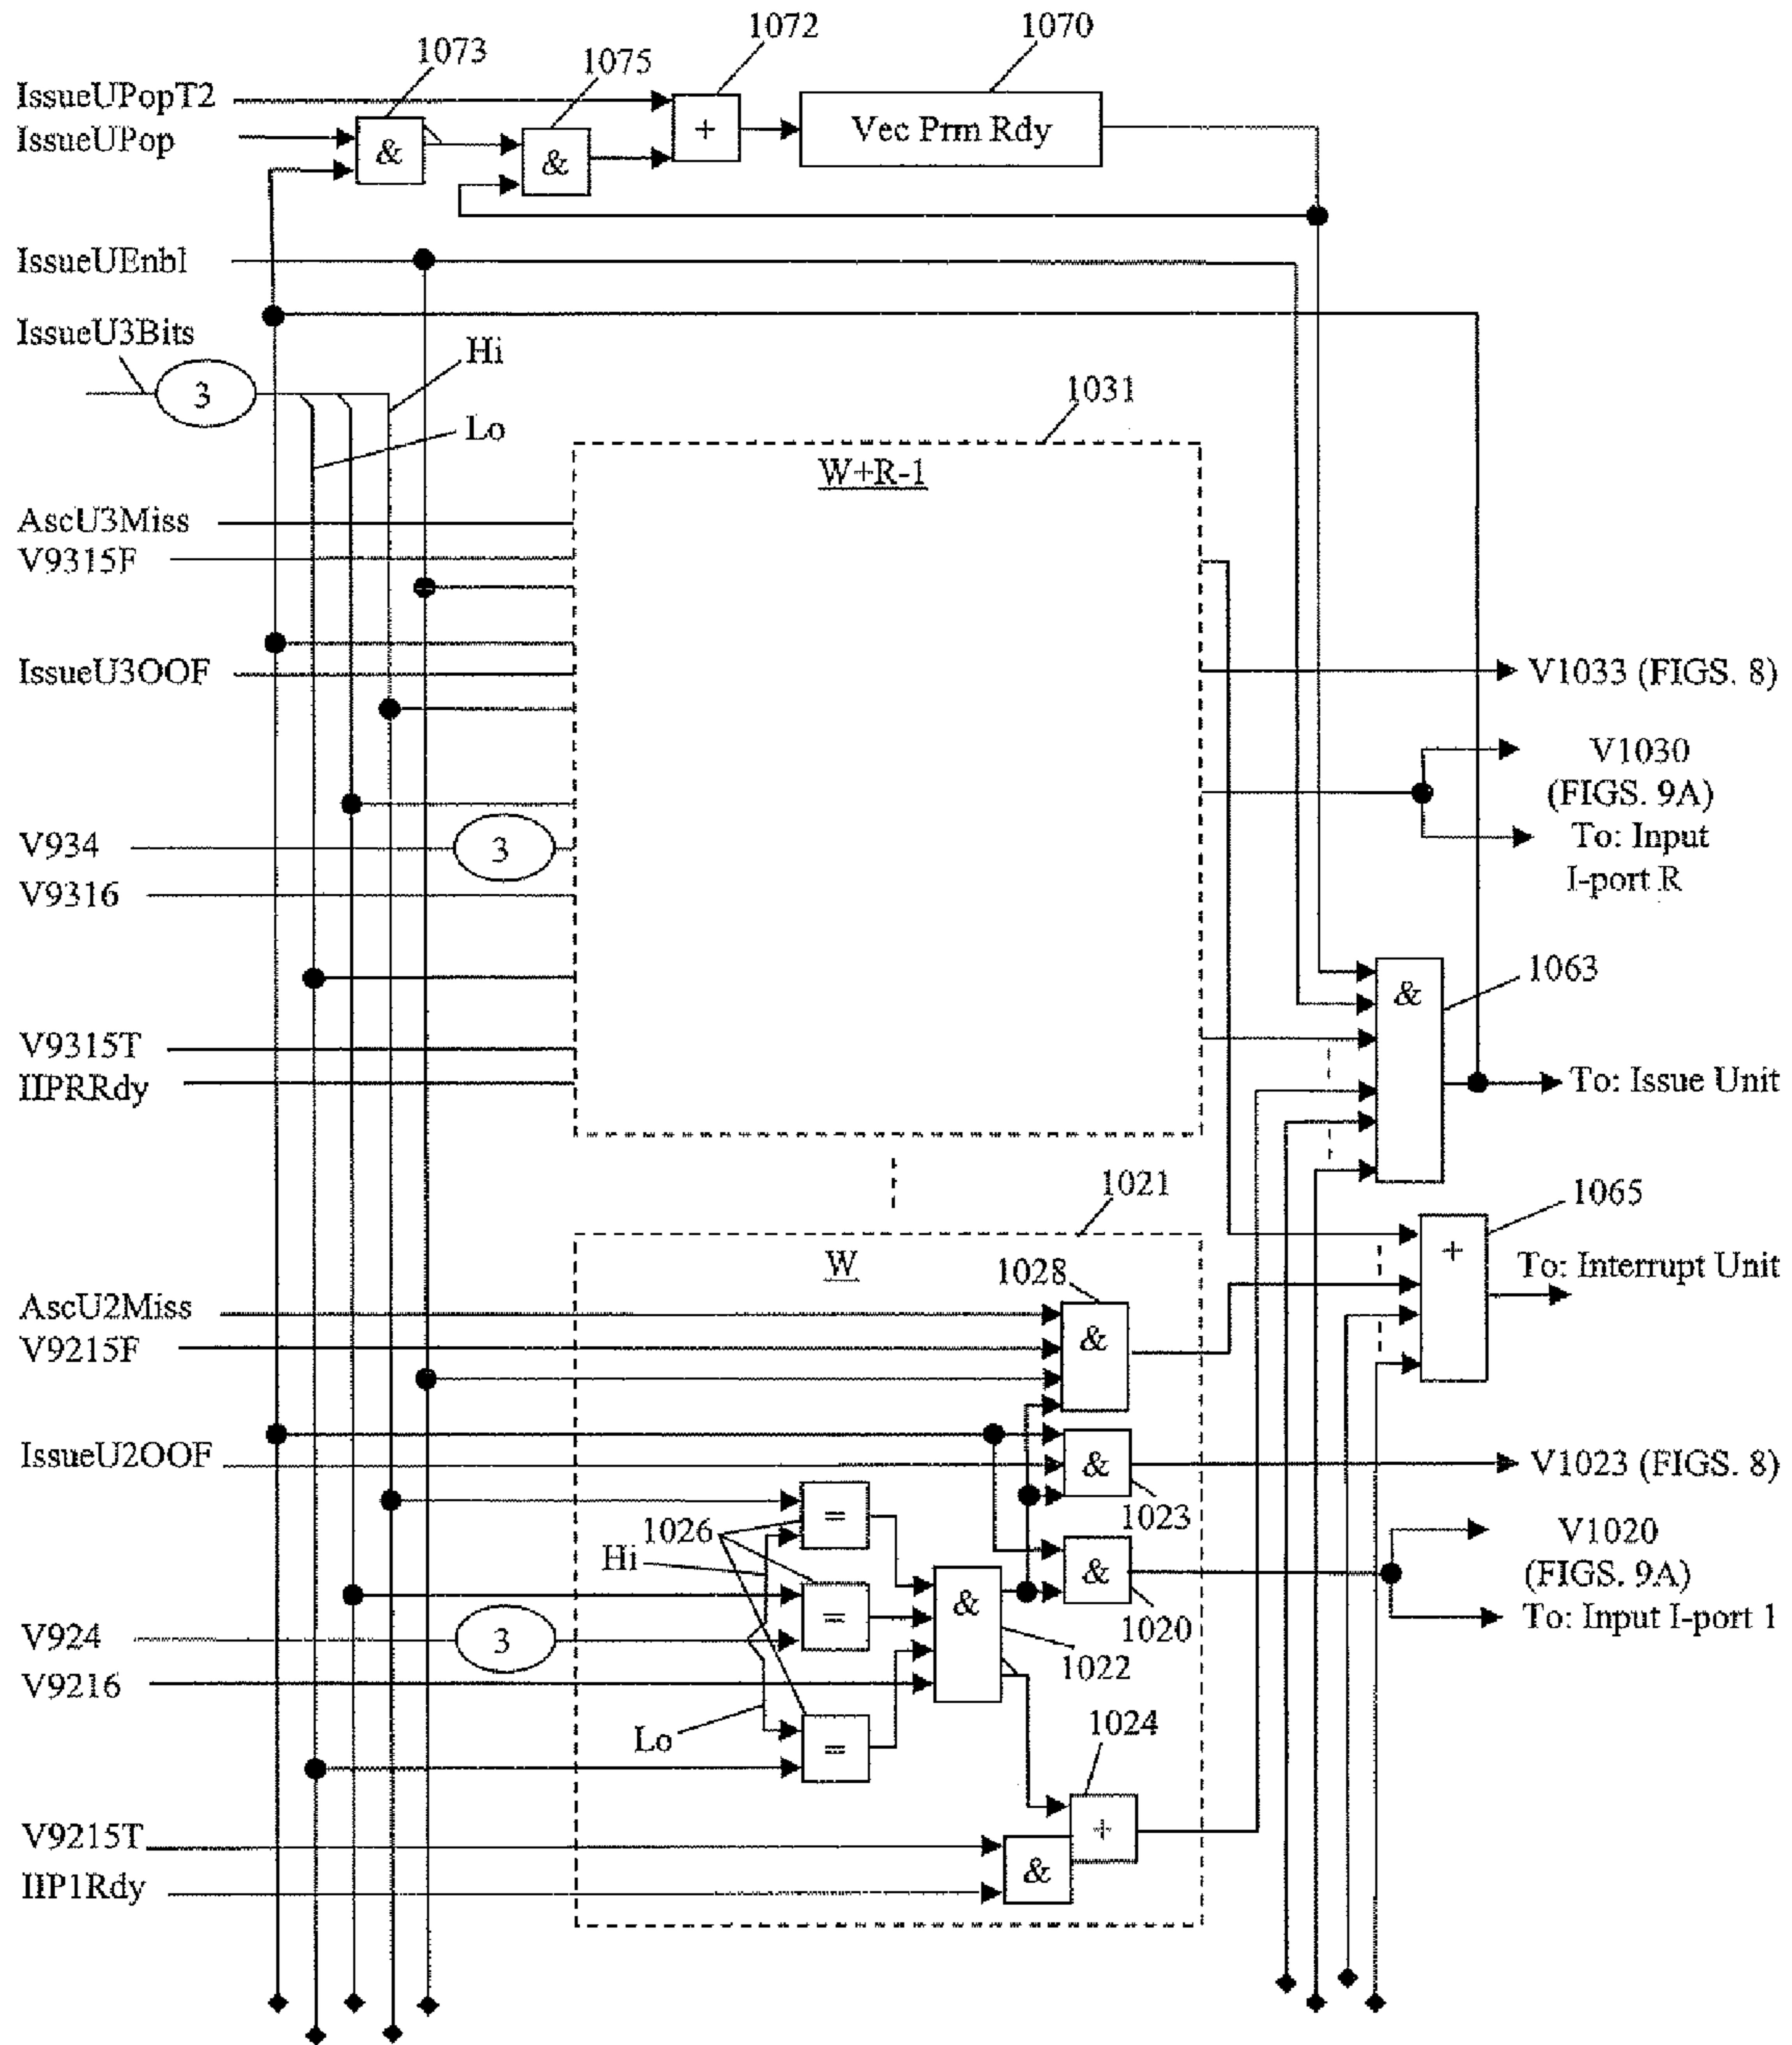 1072
1070
1073
1075
IssueUPopT2
IssueUPop
&
&
+
Vec Prm Rdy
IssueUEnbl
IssueU3Bits
3
Hi
Lo
1031
W+R-1
AscU3Miss
V9315F
IssueU3OOF
V1033 (FIGS. 8)
V1030
(FIGS. 9A)
To: Input
I-port R
V934
3
V9316
1063
&
V9315T
IIPRRdy
To: Issue Unit
1021
1065
W
+
To: Interrupt Unit
1028
AscU2Miss
V9215F
&
IssueU2OOF
&
V1023 (FIGS. 8)
1023
1026
=
Hi
V1020
(FIGS. 9A)
To: Input I-port 1
&
&
=
1020
V924
3
1022
V9216
Lo
=
1024
V9215T
+
&
IIP1Rdy